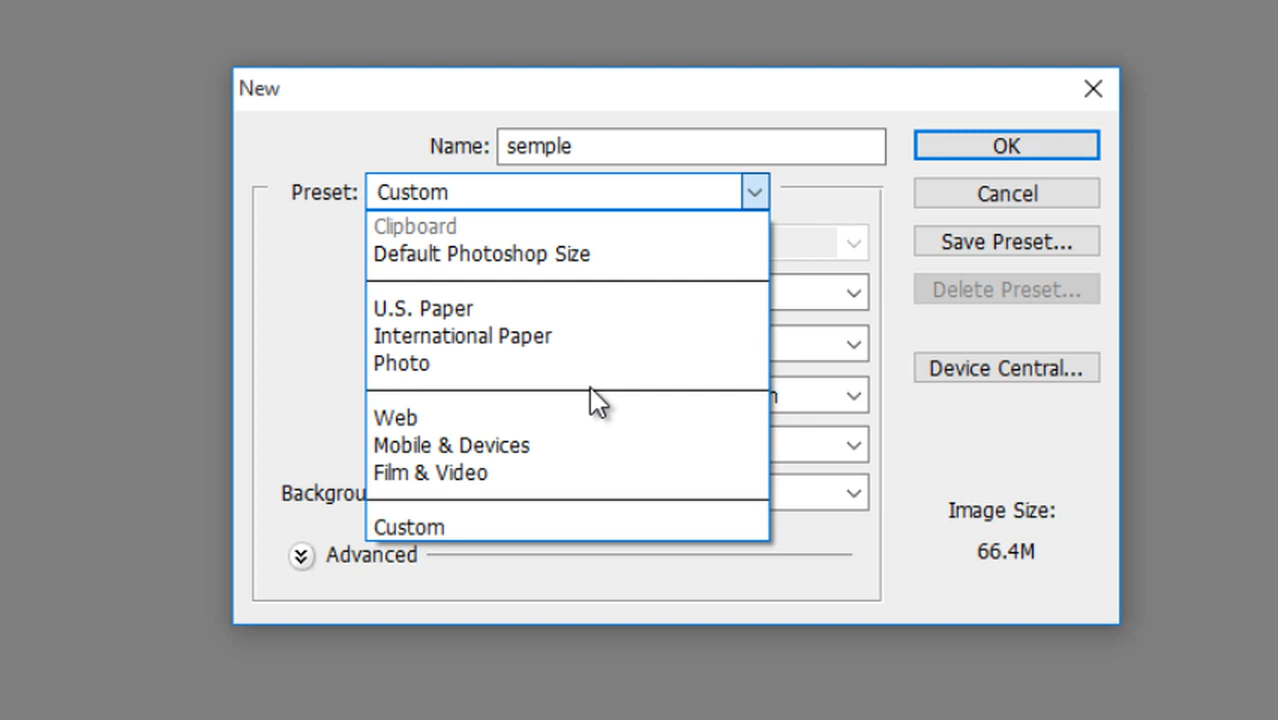 New
Name: semple
OK
Preset: Custom
Cancel
Clipboard
Default Photoshop Size
Save Preset...
Delete Preset...
U.S. Paper
International Paper
Photo
Device Central...
Web
Mobile & Devices
Film & Video
Custom
Image Size:
66.4M
Advanced